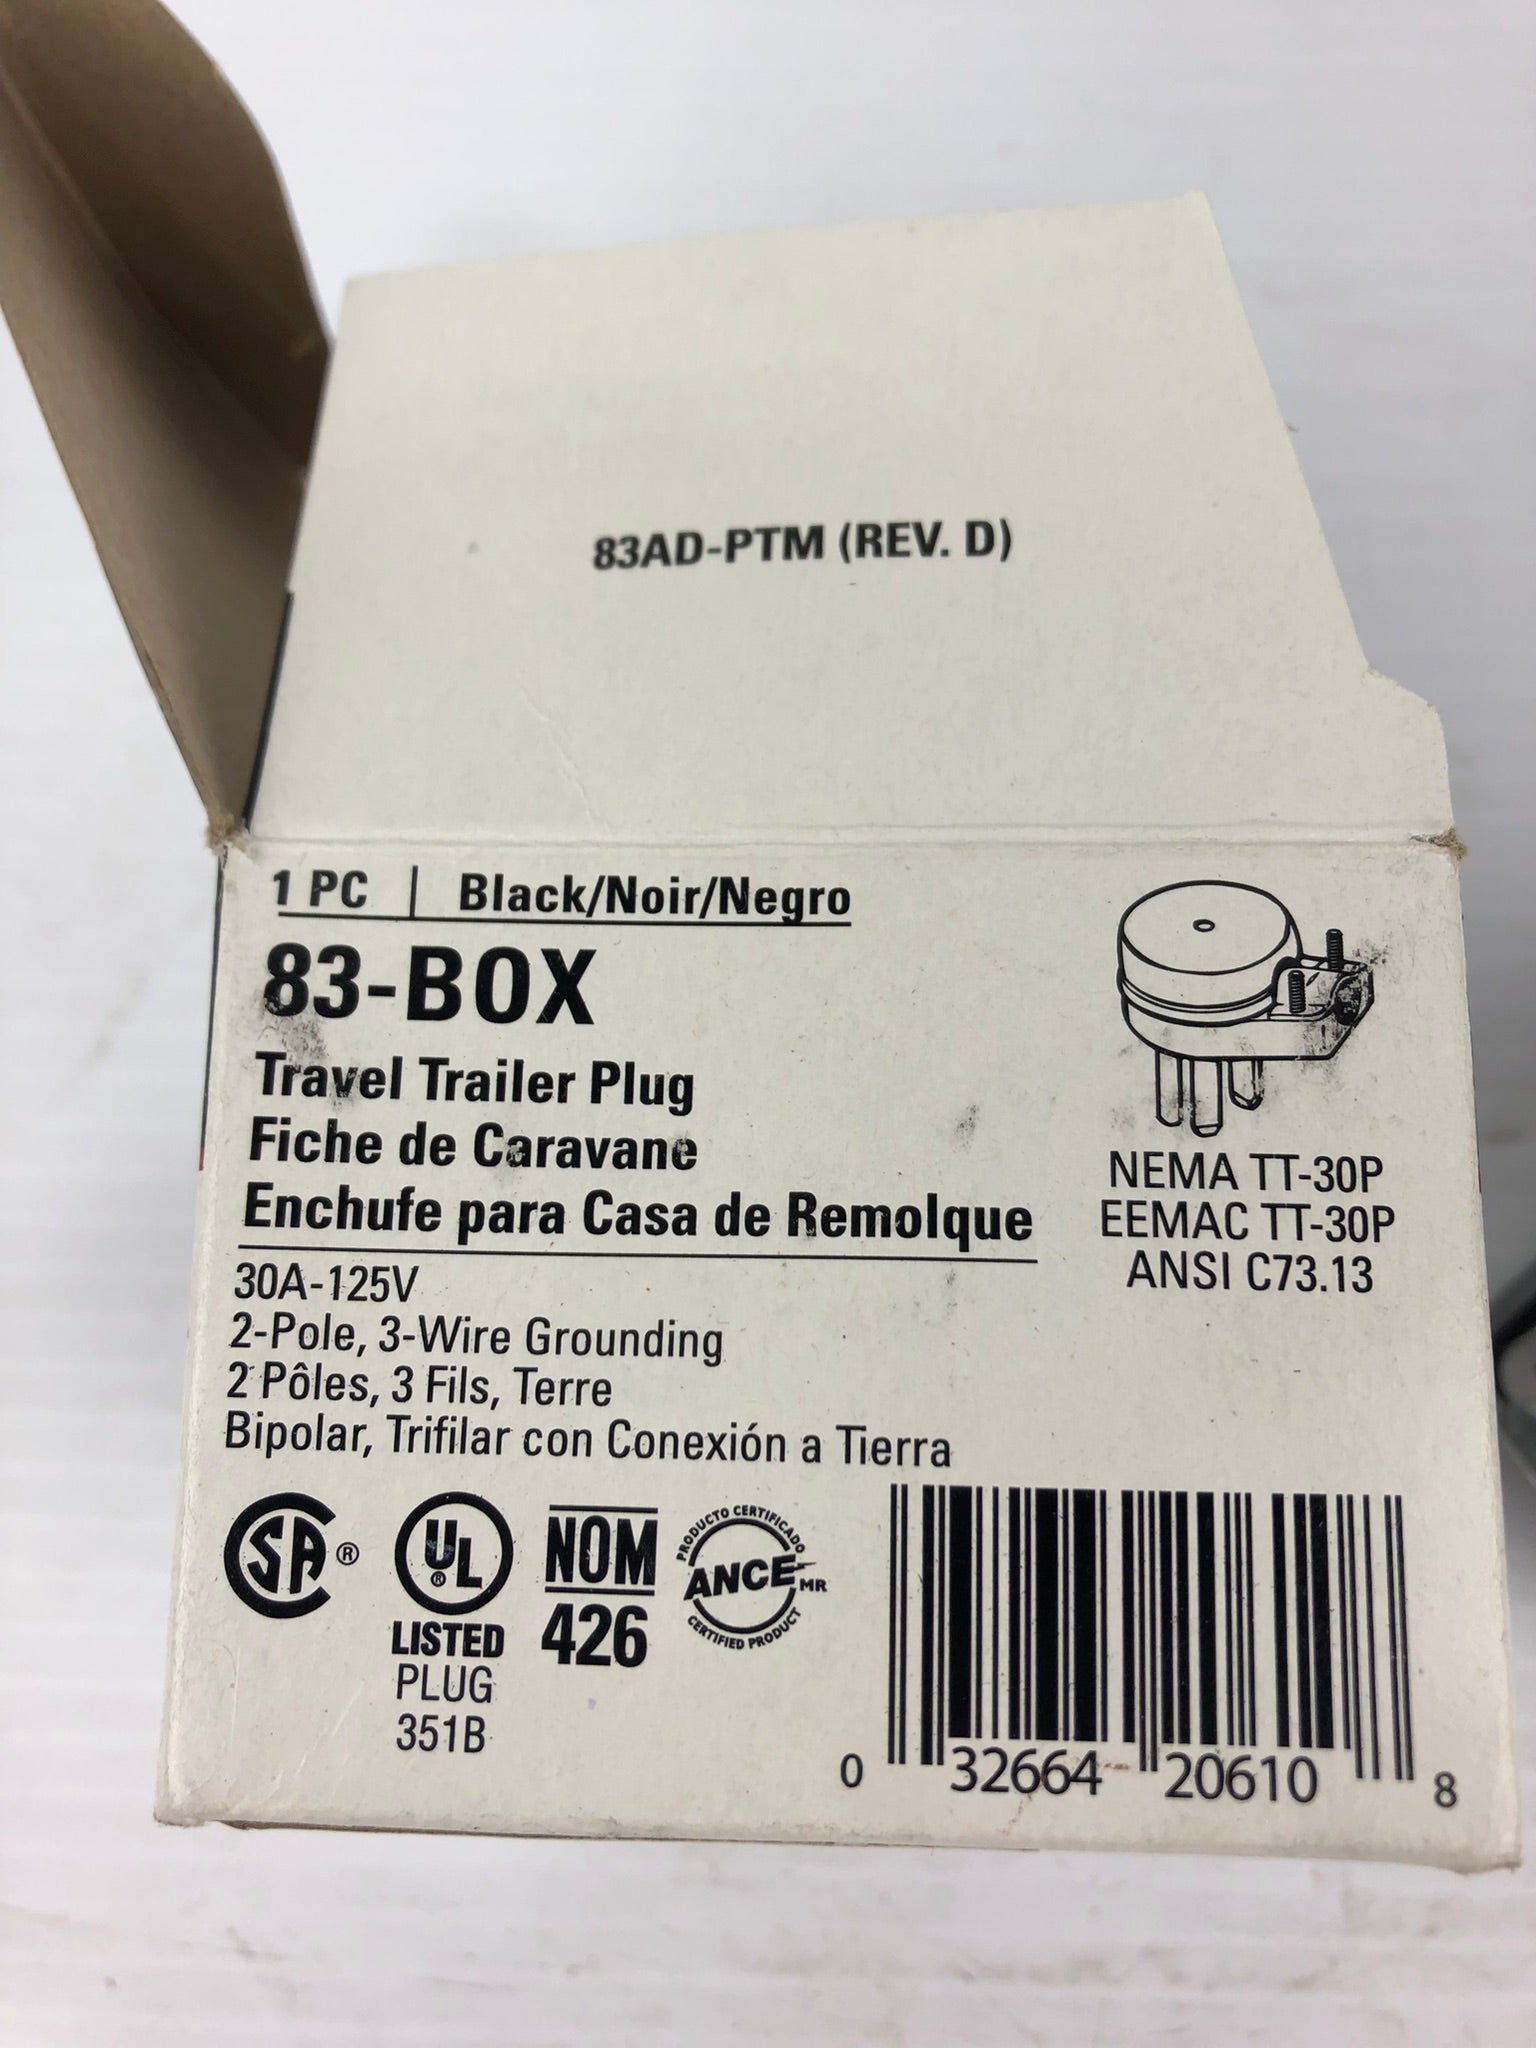 83AD-PTM (REV. D)
1 PC | Black/Noir/Negro
83-BOX
Travel Trailer Plug
Fiche de Caravane
Enchufe para Casa de Remolque
30A-125V
2-Pole, 3-Wire Grounding
2 Pôles, 3 Fils, Terre
Bipolar, Trifilar con Conexión a Tierra
NEMA TT-30P
EEMAC TT-30P
ANSI C73.13
SA ®
UL ®
LISTED
PLUG
351B
NOM
426
PRODUCTO CERTIFICADO
ANCE MR
CERTIFIED PRODUCT
0 32664 20610 8